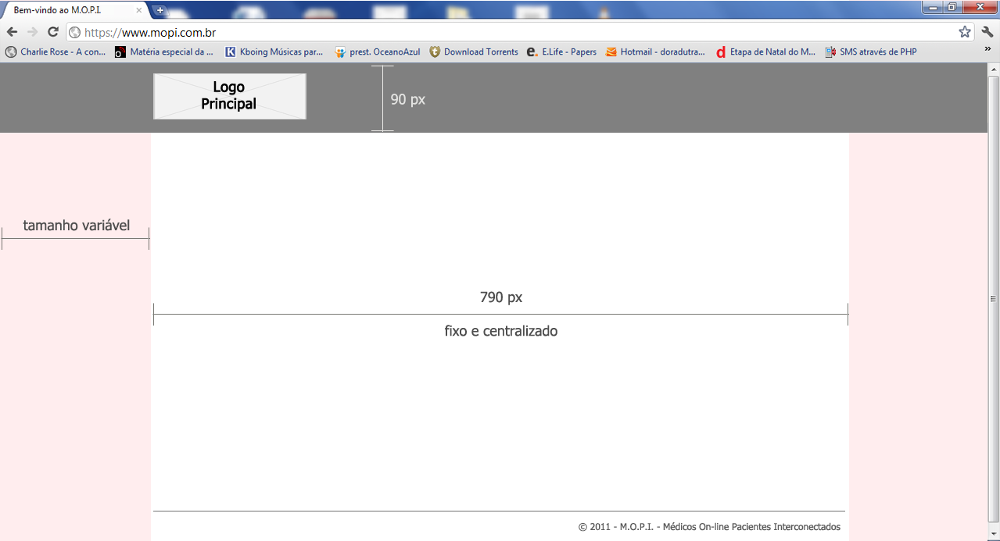 Bem-vindo ao M.O.P.I.
https://www.mopi.com.br
Charlie Rose - A con... Matéria especial da ... Kboing Músicas par... prest. OceanoAzul Download Torrents E.Life - Papers Hotmail - doradutra... Etapa de Natal do M... SMS através de PHP
Logo
Principal
90 px
tamanho variável
790 px
fixo e centralizado
© 2011 - M.O.P.I. - Médicos On-line Pacientes Interconectados